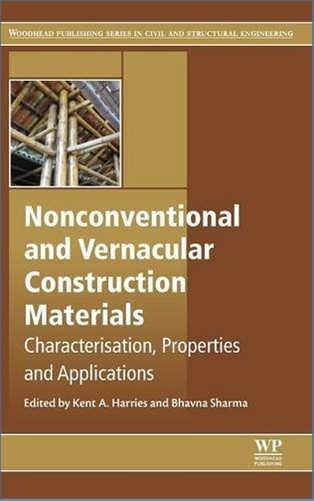 WOODHEAD PUBLISHING SERIES IN CIVIL AND STRUCTURAL ENGINEERING
Nonconventional
and Vernacular
Construction
Materials
Characterisation, Properties
and Applications
Edited by Kent A. Harries and Bhavna Sharma
WP
WOODHEAD
PUBLISHING